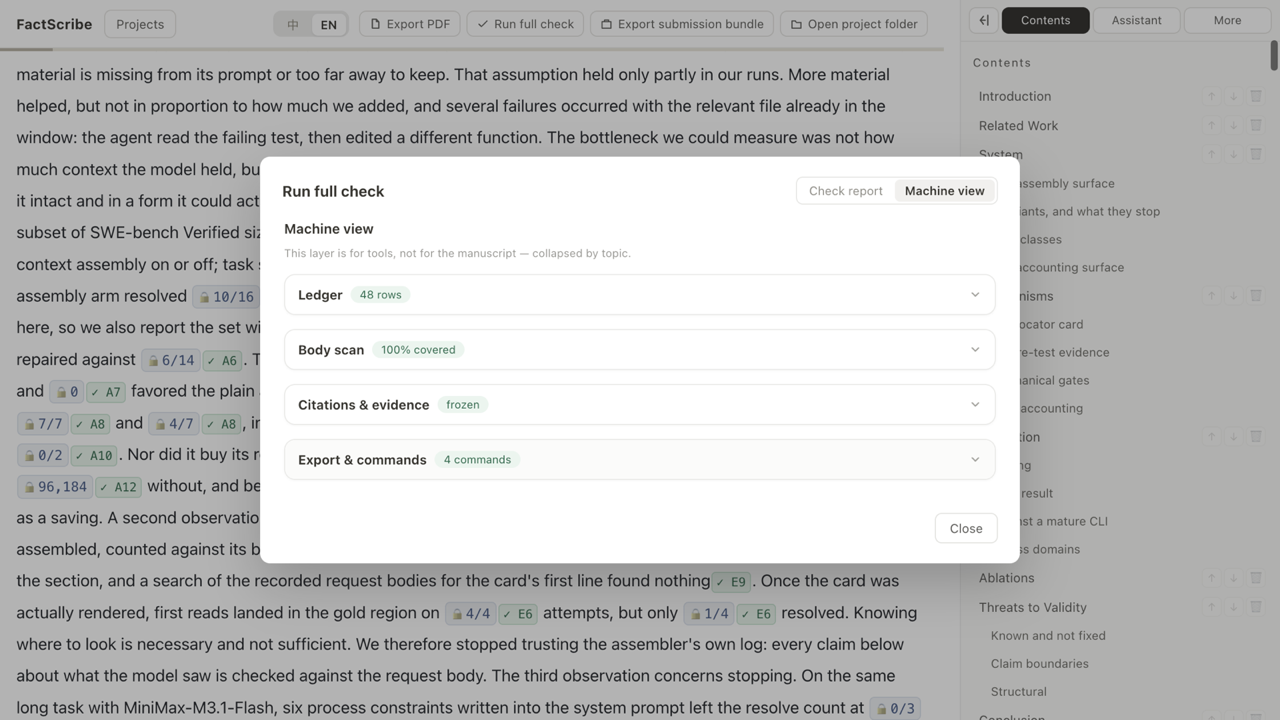 FactScribe
Projects
中
EN
Export PDF
Run full check
Export submission bundle
Open project folder
Contents
Assistant
More
material is missing from its prompt or too far away to keep. That assumption held only partly in our runs. More material
helped, but not in proportion to how much we added, and several failures occurred with the relevant file already in the
window: the agent read the failing test, then edited a different function. The bottleneck we could measure was not how
much context the model held, bu
it intact and in a form it could act
subset of SWE-bench Verified siz
context assembly on or off; task s
assembly arm resolved 10/16
here, so we also report the set wi
repaired against 6/14 ✓ A6. T
and 0 ✓ A7 favored the plain
7/7 ✓ A8 and 4/7 ✓ A8, i
0/2 ✓ A10. Nor did it buy its r
96,184 ✓ A12 without, and be
as a saving. A second observatio
assembled, counted against its b
the section, and a search of the recorded request bodies for the card's first line found nothing ✓ E9. Once the card was
actually rendered, first reads landed in the gold region on 4/4 ✓ E6 attempts, but only 1/4 ✓ E6 resolved. Knowing
where to look is necessary and not sufficient. We therefore stopped trusting the assembler's own log: every claim below
about what the model saw is checked against the request body. The third observation concerns stopping. On the same
long task with MiniMax-M3.1-Flash, six process constraints written into the system prompt left the resolve count at 0/3
Run full check
Check report
Machine view
Machine view
This layer is for tools, not for the manuscript — collapsed by topic.
Ledger 48 rows
Body scan 100% covered
Citations & evidence frozen
Export & commands 4 commands
Close
Contents
Introduction
Related Work
System
assembly surface
iants, and what they stop
classes
accounting surface
nisms
ocator card
re-test evidence
hanical gates
accounting
tion
ng
result
nst a mature CLI
ss domains
Ablations
Threats to Validity
Known and not fixed
Claim boundaries
Structural
Conclusion